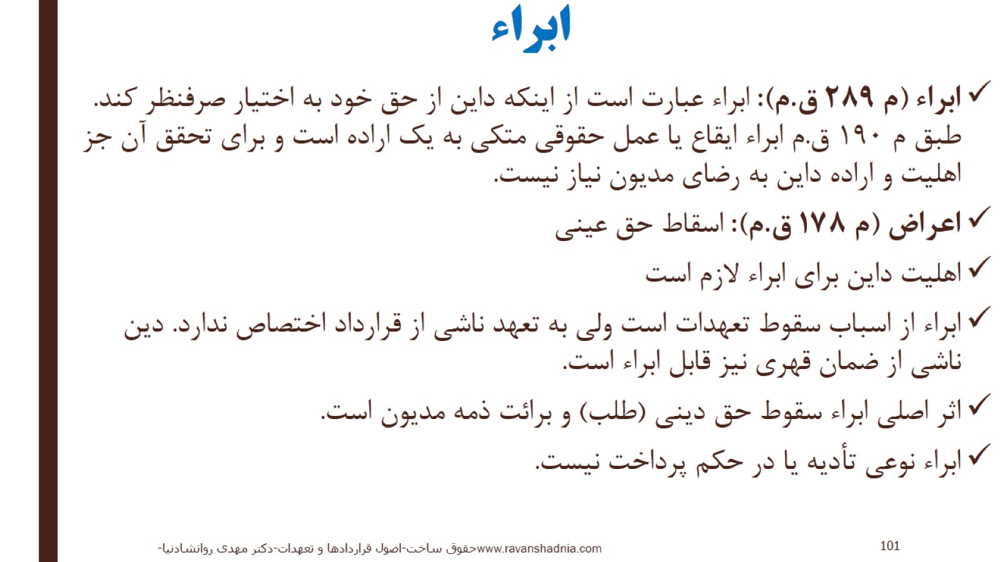 ابراء
✓ ابراء (م ۲۸۹ ق.م): ابراء عبارت است از اینکه داین از حق خود به اختیار صرفنظر کند.
طبق م ۱۹۰ ق.م ابراء ایقاع یا عمل حقوقی متکی به یک اراده است و برای تحقق آن جز
اهلیت و اراده داین به رضای مدیون نیاز نیست.
✓ اعراض (م ۱۷۸ ق.م): اسقاط حق عینی
✓ اهلیت داین برای ابراء لازم است
✓ ابراء از اسباب سقوط تعهدات است ولی به تعهد ناشی از قرارداد اختصاص ندارد. دین
ناشی از ضمان قهری نیز قابل ابراء است.
✓ اثر اصلی ابراء سقوط حق دینی (طلب) و برائت ذمه مدیون است.
✓ ابراء نوعی تأدیه یا در حکم پرداخت نیست.
www.ravanshadnia.comحقوق ساخت-اصول قراردادها و تعهدات-دکتر مهدی روانشادنیا-
101